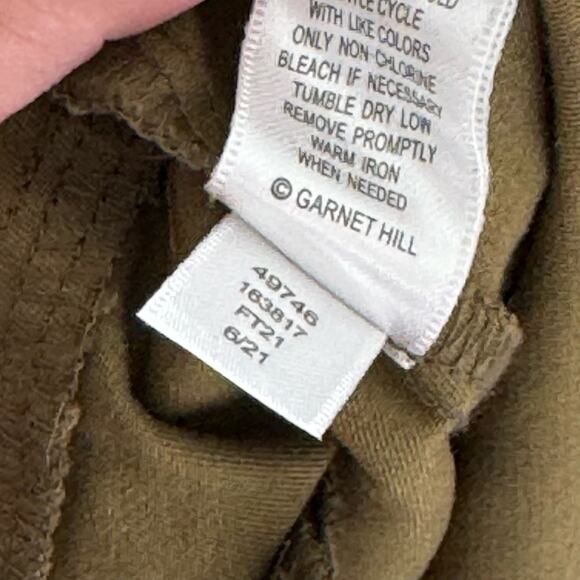 CYCLE
WITH LIKE COLORS
ONLY NON-CHLORINE
BLEACH IF NECESSARY
TUMBLE DRY LOW
REMOVE PROMPTLY
WARM IRON
WHEN NEEDED
© GARNET HILL
49746
163817
FT21
6/21